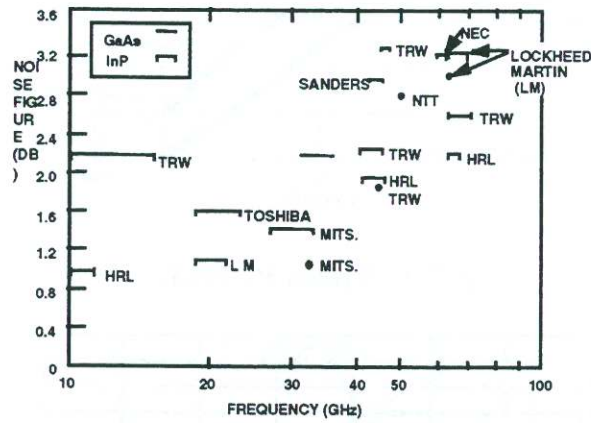 3.6
GaAs
InP
3.2
NOI
SE
FIG
UR
E
(DB
)
2.8
2.4
2.0
1.6
1.2
0.8
0.4
0
TRW
NEC
LOCKHEED
MARTIN
(LM)
SANDERS
NTT
TRW
TRW
TRW
HRL
HRL
TRW
TOSHIBA
MITS.
L M
MITS.
HRL
10
20
30
40
50
100
FREQUENCY (GHz)